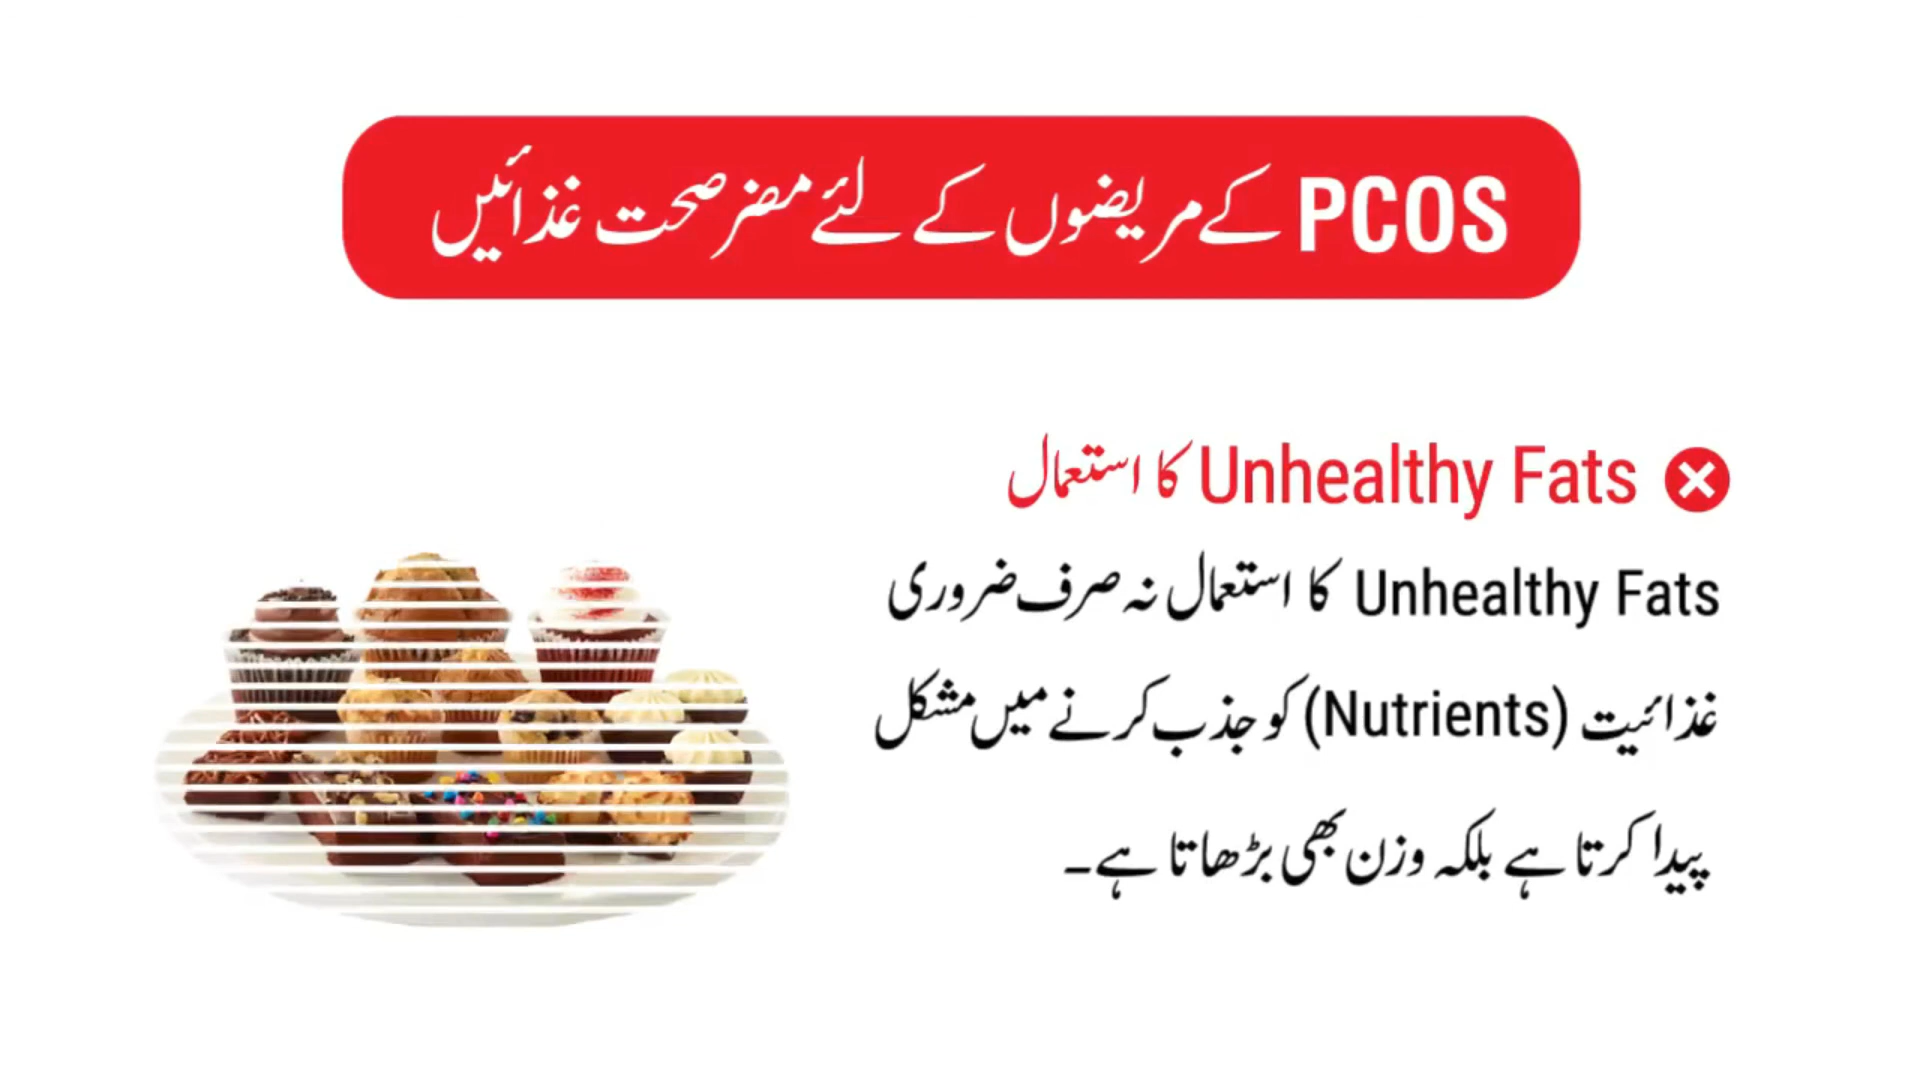 PCOS کے مریضوں کے لئے مضر صحت غذائیں
Unhealthy Fats کا استعمال
Unhealthy Fats کا استعمال نہ صرف ضروری
غذائیت (Nutrients) کو جذب کرنے میں مشکل
پیدا کرتا ہے بلکہ وزن بھی بڑھاتا ہے۔